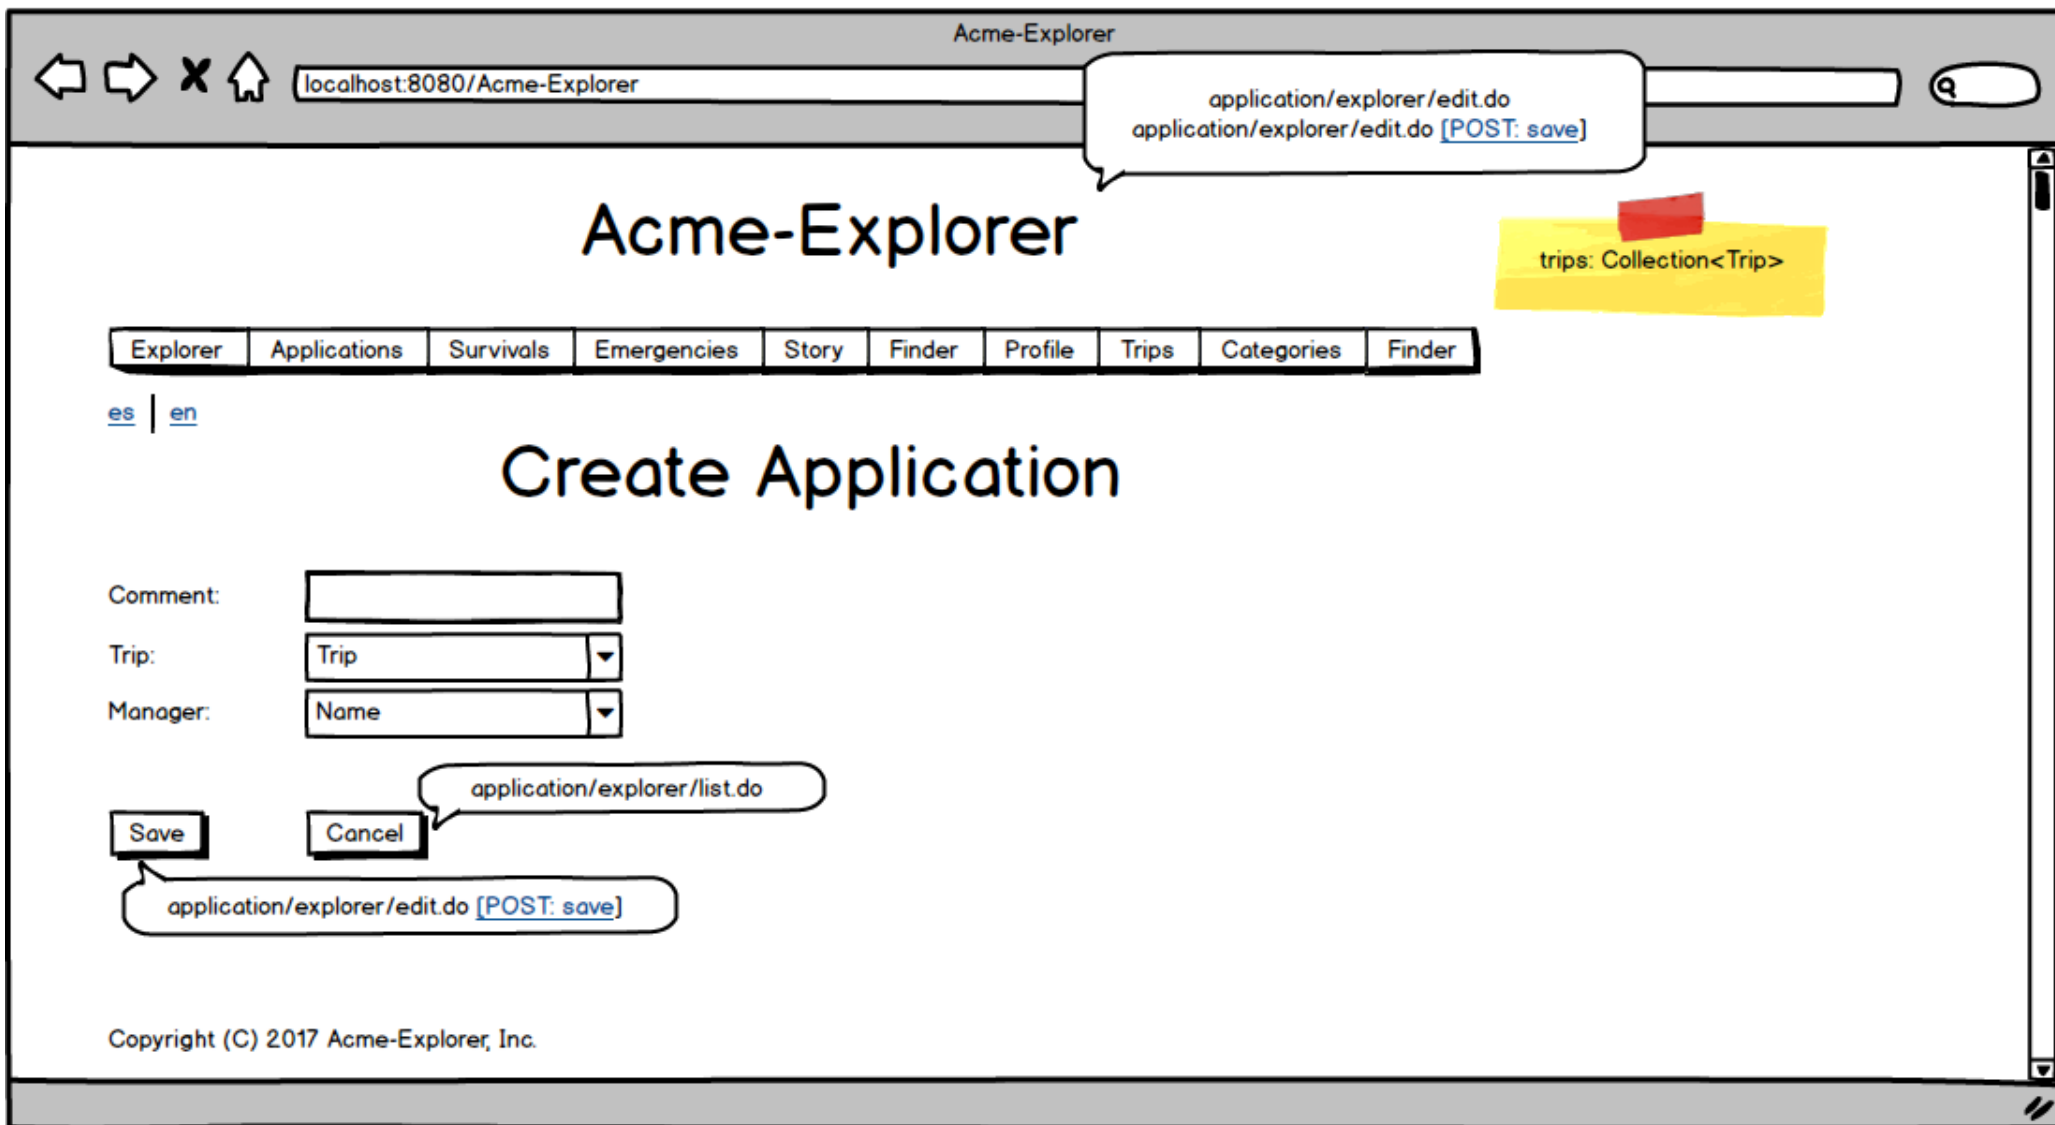 Acme-Explorer
localhost:8080/Acme-Explorer
application/explorer/edit.do
application/explorer/edit.do [POST: save]
Acme-Explorer
trips: Collection<Trip>
Explorer Applications Survivals Emergencies Story Finder Profile Trips Categories Finder
es | en
Create Application
Comment:
Trip: Trip
Manager: Name
application/explorer/list.do
Save Cancel
application/explorer/edit.do [POST: save]
Copyright (C) 2017 Acme-Explorer, Inc.